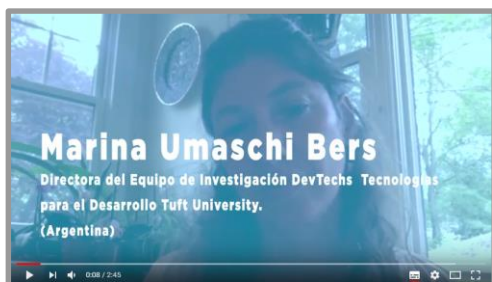 Marina Umaschi Bers
Directora del Equipo de Investigación DevTechs Tecnologías
para el Desarrollo Tuft University.
(Argentina)
0:08 / 2:45